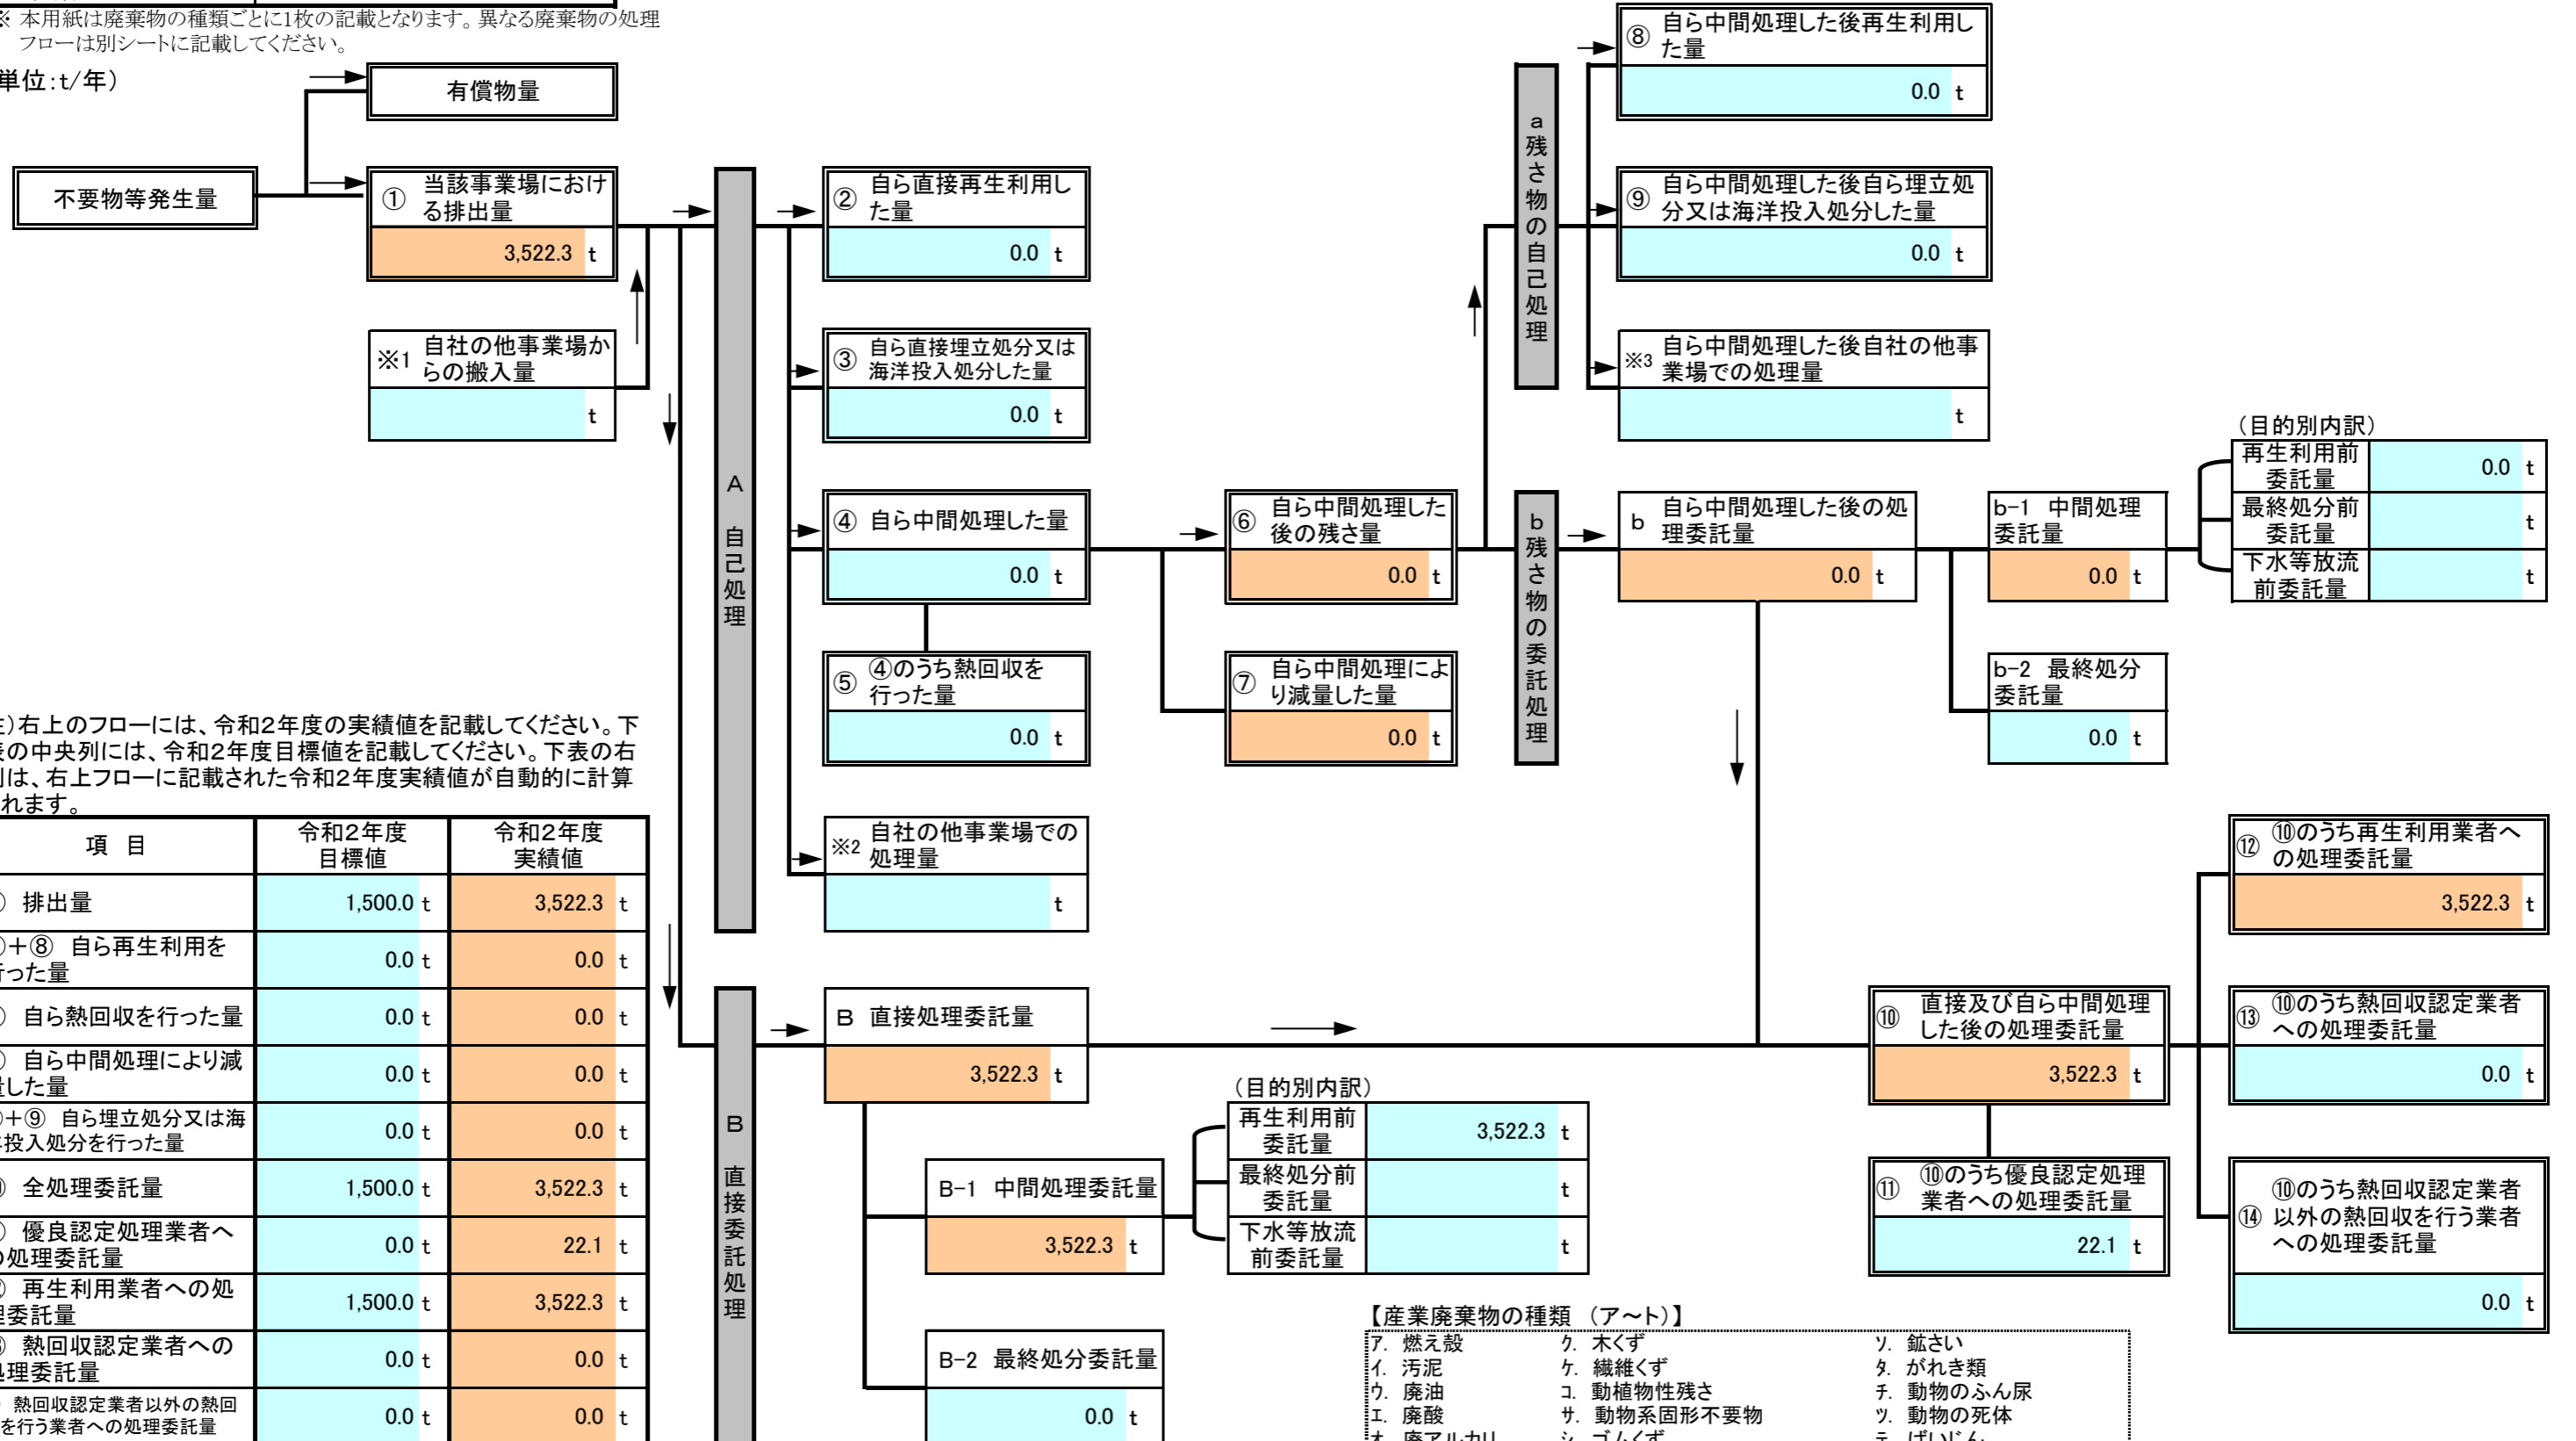 ※ 本用紙は廃棄物の種類ごとに1枚の記載となります。異なる廃棄物の処理
フローは別シートに記載してください。
単位:t/年)
有償物量
不要物等発生量
① 当該事業場におけ
る排出量
3,522.3 t
※1 自社の他事業場か
らの搬入量
t
A 自己処理
② 自ら直接再生利用し
た量
0.0 t
③ 自ら直接埋立処分又は
海洋投入処分した量
0.0 t
④ 自ら中間処理した量
0.0 t
⑤ ④のうち熱回収を
行った量
0.0 t
※2 自社の他事業場での
処理量
t
⑥ 自ら中間処理した
後の残さ量
0.0 t
⑦ 自ら中間処理によ
り減量した量
0.0 t
a残さ物の自己処理
⑧ 自ら中間処理した後再生利用し
た量
0.0 t
⑨ 自ら中間処理した後自ら埋立処
分又は海洋投入処分した量
0.0 t
※3 自ら中間処理した後自社の他事
業場での処理量
t
b残さ物の委託処理
b 自ら中間処理した後の処
理委託量
0.0 t
b-1 中間処理
委託量
0.0 t
b-2 最終処分
委託量
0.0 t
(目的別内訳)
再生利用前
委託量 0.0 t
最終処分前
委託量 t
下水等放流
前委託量 t
)右上のフローには、令和2年度の実績値を記載してください。下
の中央列には、令和2年度目標値を記載してください。下表の右
は、右上フローに記載された令和2年度実績値が自動的に計算
れます。
項 目 令和2年度
目標値 令和2年度
実績値
排出量 1,500.0 t 3,522.3 t
+⑧ 自ら再生利用を
った量 0.0 t 0.0 t
自ら熱回収を行った量 0.0 t 0.0 t
自ら中間処理により減
した量 0.0 t 0.0 t
+⑨ 自ら埋立処分又は海
投入処分を行った量 0.0 t 0.0 t
全処理委託量 1,500.0 t 3,522.3 t
優良認定処理業者へ
処理委託量 0.0 t 22.1 t
再生利用業者への処
委託量 1,500.0 t 3,522.3 t
熱回収認定業者への
処理委託量 0.0 t 0.0 t
熱回収認定業者以外の熱回
を行う業者への処理委託量 0.0 t 0.0 t
B 直接委託処理
B 直接処理委託量
3,522.3 t
B-1 中間処理委託量
3,522.3 t
B-2 最終処分委託量
0.0 t
(目的別内訳)
再生利用前
委託量 3,522.3 t
最終処分前
委託量 t
下水等放流
前委託量 t
⑩ 直接及び自ら中間処理
した後の処理委託量
3,522.3 t
⑪ ⑩のうち優良認定処理
業者への処理委託量
22.1 t
⑫ ⑩のうち再生利用業者へ
の処理委託量
3,522.3 t
⑬ ⑩のうち熱回収認定業者
への処理委託量
0.0 t
⑭ ⑩のうち熱回収認定業者
以外の熱回収を行う業者
への処理委託量
0.0 t
【産業廃棄物の種類 (ア~ト)】
ア. 燃え殻 ク. 木くず ソ. 鉱さい
イ. 汚泥 ケ. 繊維くず タ. がれき類
ウ. 廃油 コ. 動植物性残さ チ. 動物のふん尿
エ. 廃酸 サ. 動物系固形不要物 ツ. 動物の死体
オ. 廃アルカリ シ. ゴムくず テ. ばいじん